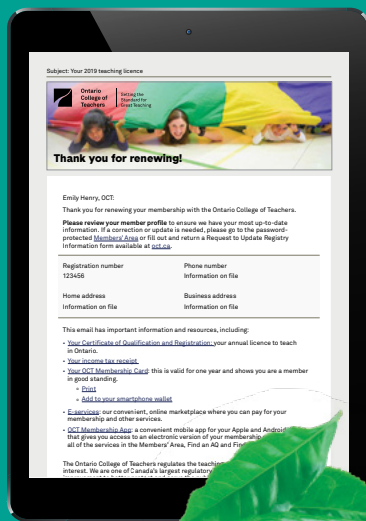 Subject: Your 2019 teaching licence
Ontario
College of
Teachers
Setting the
Standard for
Great Teaching
Thank you for renewing!
Emily Henry, OCT:
Thank you for renewing your membership with the Ontario College of Teachers.
Please review your member profile to ensure we have your most up-to-date
information. If a correction or update is needed, please go to the password-
protected Members' Area or fill out and return a Request to Update Registry
Information form available at oct.ca.
Registration number
123456
Phone number
Information on file
Home address
Information on file
Business address
Information on file
This email has important information and resources, including:
• Your Certificate of Qualification and Registration: your annual licence to teach
in Ontario.
• Your income tax receipt
• Your OCT Membership Card: this is valid for one year and shows you are a member
in good standing.
• Print
• Add to your smartphone wallet
• E-services: our convenient, online marketplace where you can pay for your
membership and other services.
• OCT Membership App: a convenient mobile app for your Apple and Android
that gives you access to an electronic version of your membership
all of the services in the Members' Area, Find an AQ and Find
The Ontario College of Teachers regulates the teaching
interest. We are one of Canada's largest regulatory